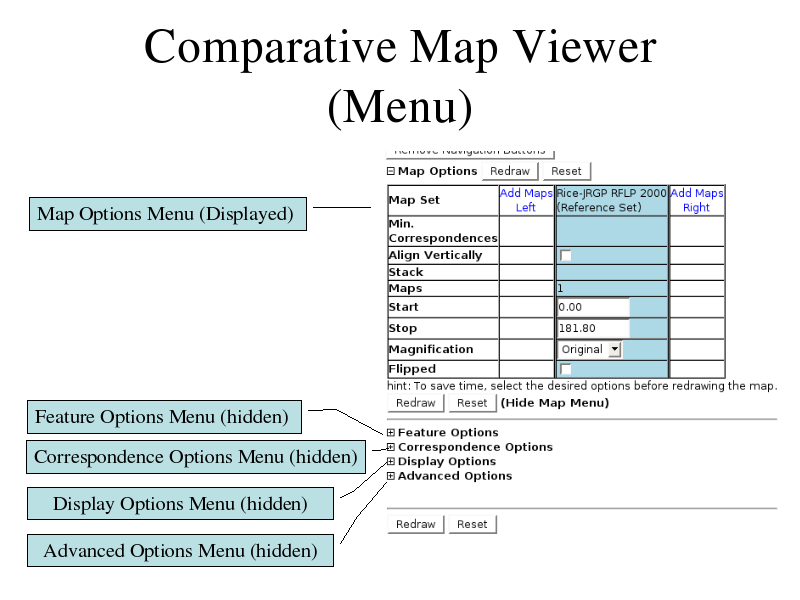 Comparative Map Viewer
(Menu)
Remove Navigation Buttons
Map Options Redraw Reset
Map Options Menu (Displayed)
Map Set Add Maps Left Rice-JRGP RFLP 2000 (Reference Set) Add Maps Right
Min. Correspondences
Align Vertically
Stack
Maps 1
Start 0.00
Stop 181.80
Magnification Original
Flipped
hint: To save time, select the desired options before redrawing the map.
Redraw Reset (Hide Map Menu)
Feature Options Menu (hidden)
Correspondence Options Menu (hidden)
Display Options Menu (hidden)
Advanced Options Menu (hidden)
Feature Options
Correspondence Options
Display Options
Advanced Options
Redraw Reset